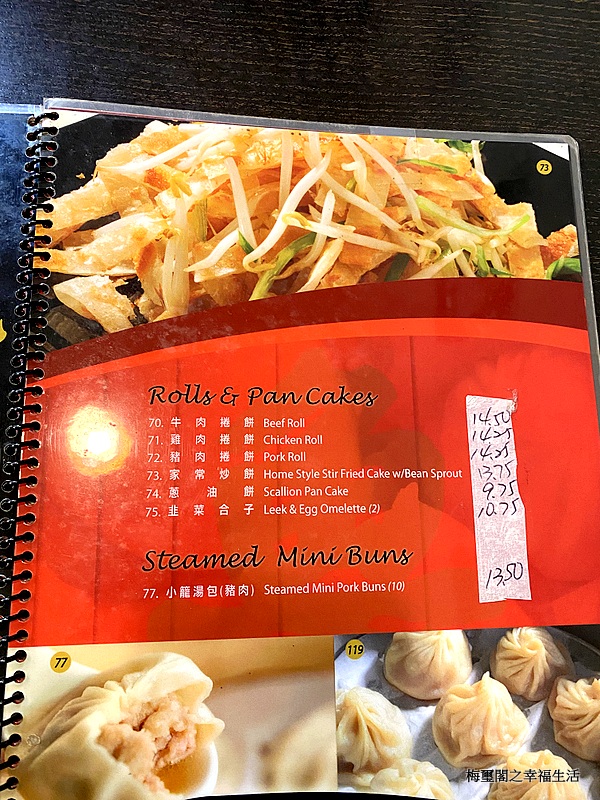 73
Rolls & Pan Cakes
70. 牛肉捲餅 Beef Roll 14.50
71. 雞肉捲餅 Chicken Roll 14.25
72. 豬肉捲餅 Pork Roll 14.25
73. 家常炒餅 Home Style Stir Fried Cake w/Bean Sprout 13.75
74. 蔥油餅 Scallion Pan Cake 9.75
75. 韭菜合子 Leek & Egg Omelette (2) 10.75
Steamed Mini Buns
77. 小籠湯包(豬肉) Steamed Mini Pork Buns (10) 13.50
77
119
梅璽閣之幸福生活